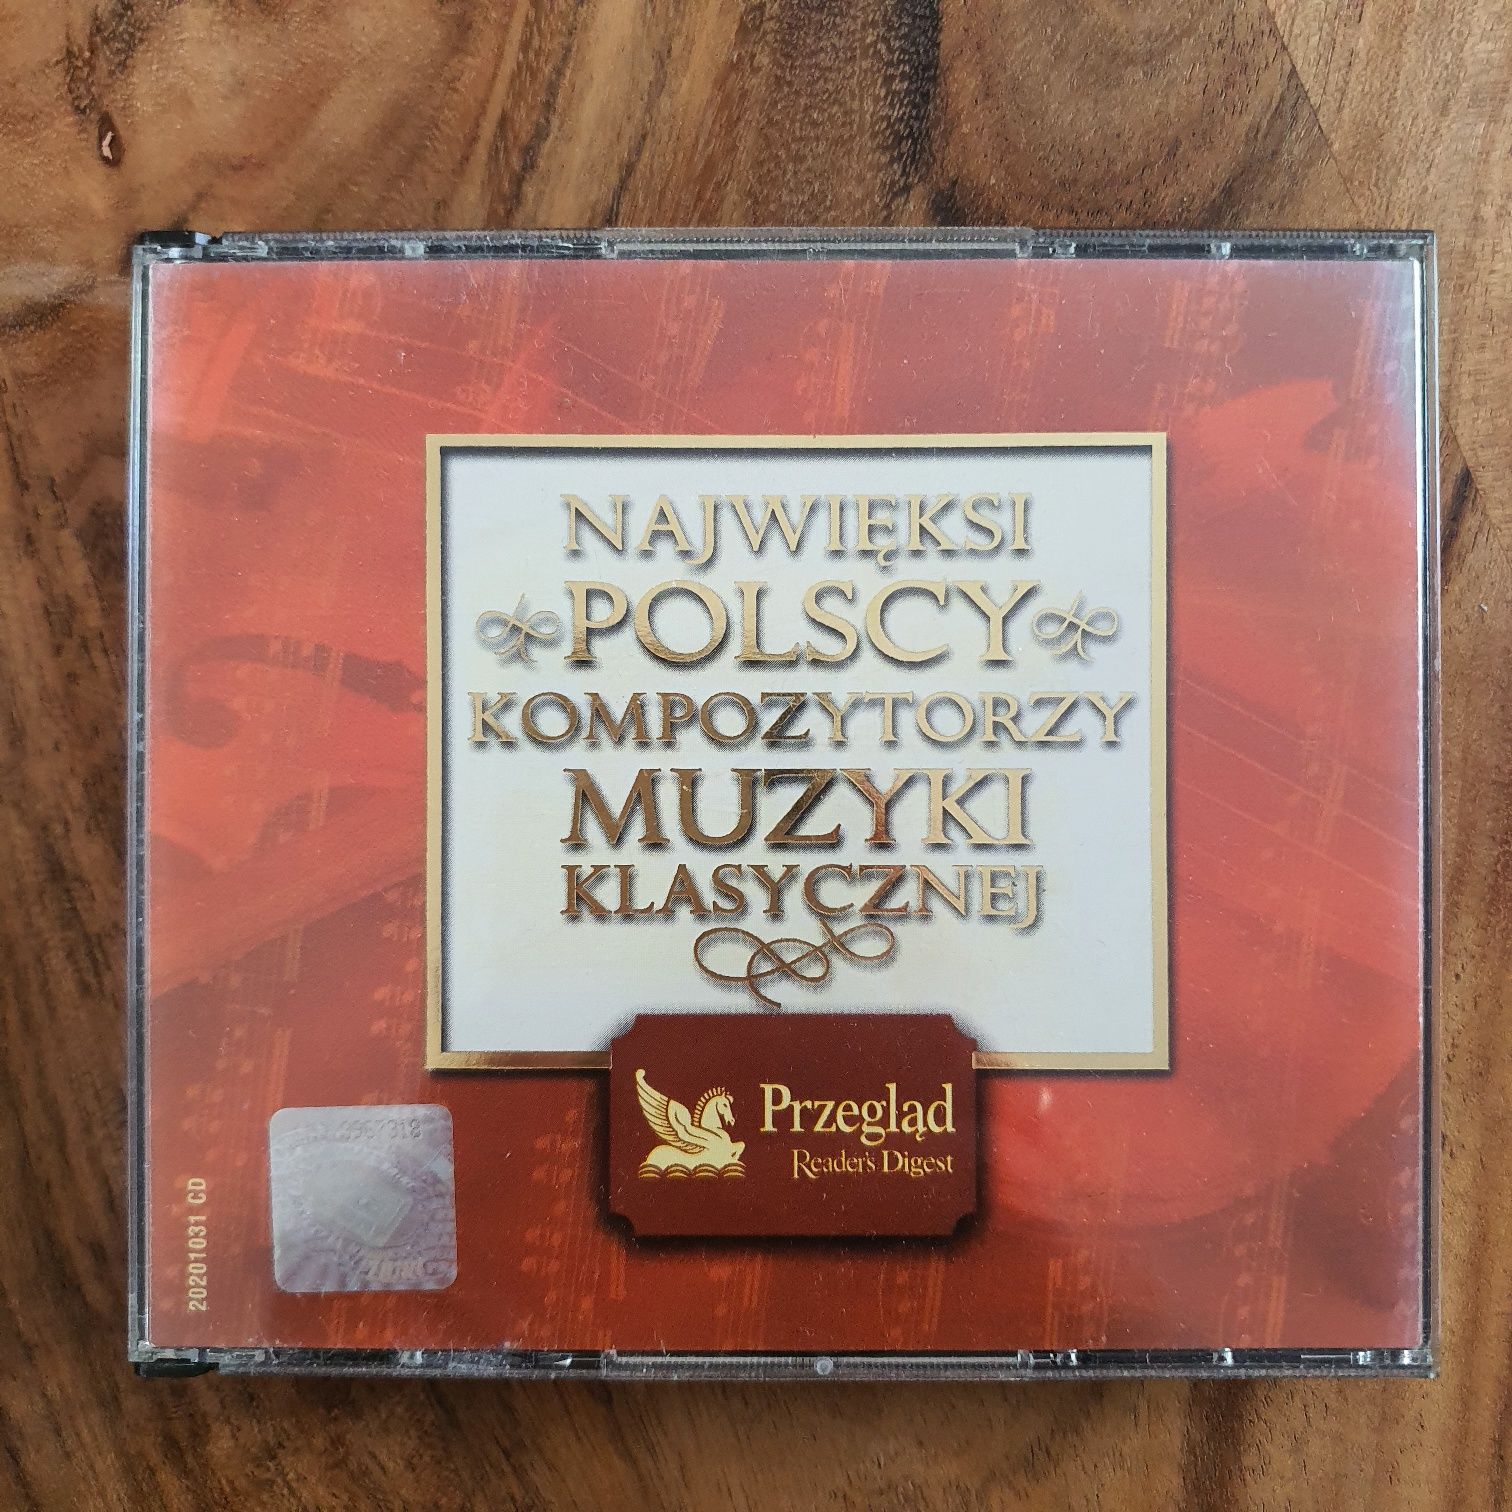 NAJWIĘKSI
POLSCY
KOMPOZYTORZY
MUZYKI
KLASYCZNEJ
Przegląd
Reader's Digest
20201031 CD